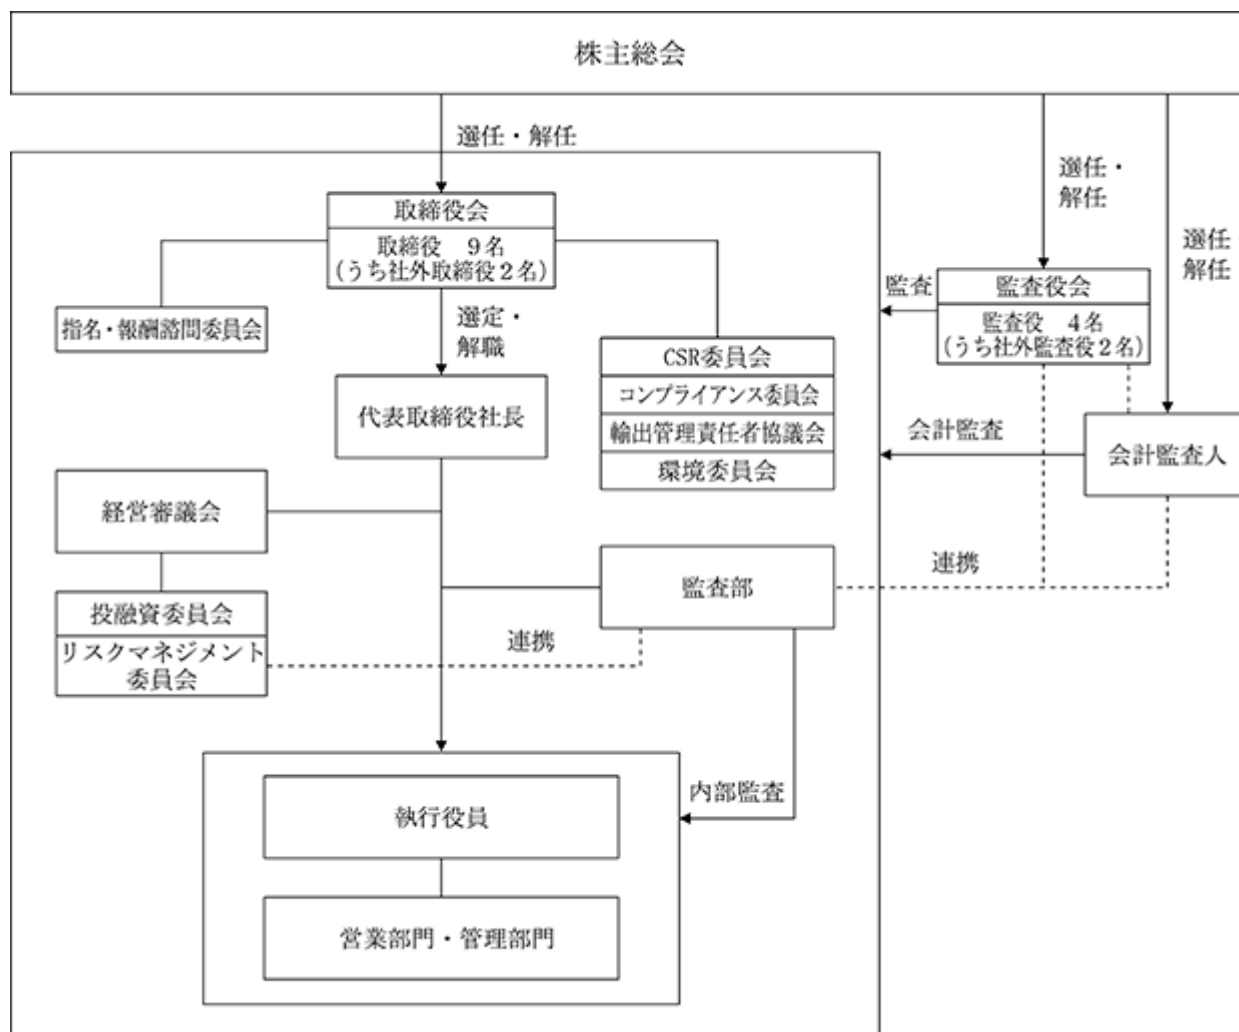 株主総会
選任・解任
選任・
解任
選任・
解任
取締役会
取締役　９名
(うち社外取締役２名)
監査
監査役会
監査役　４名
(うち社外監査役２名)
指名・報酬諮問委員会
選定・
解職
CSR委員会
コンプライアンス委員会
輸出管理責任者協議会
環境委員会
代表取締役社長
会計監査
会計監査人
経営審議会
監査部
連携
投融資委員会
リスクマネジメント
委員会
連携
内部監査
執行役員
営業部門・管理部門